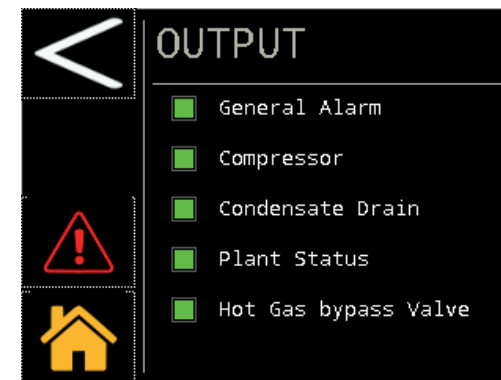 OUTPUT
General Alarm
Compressor
Condensate Drain
Plant Status
Hot Gas bypass Valve